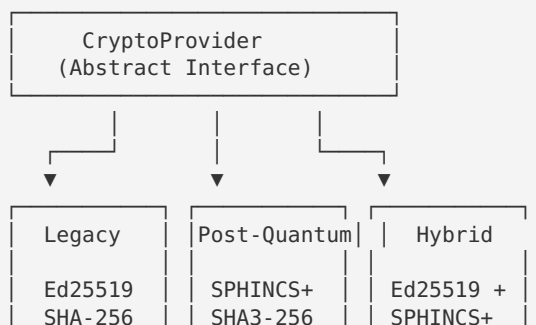 CryptoProvider
(Abstract Interface)
Legacy Post-Quantum Hybrid
Ed25519 SPHINCS+ Ed25519 +
SHA-256 SHA3-256 SPHINCS+